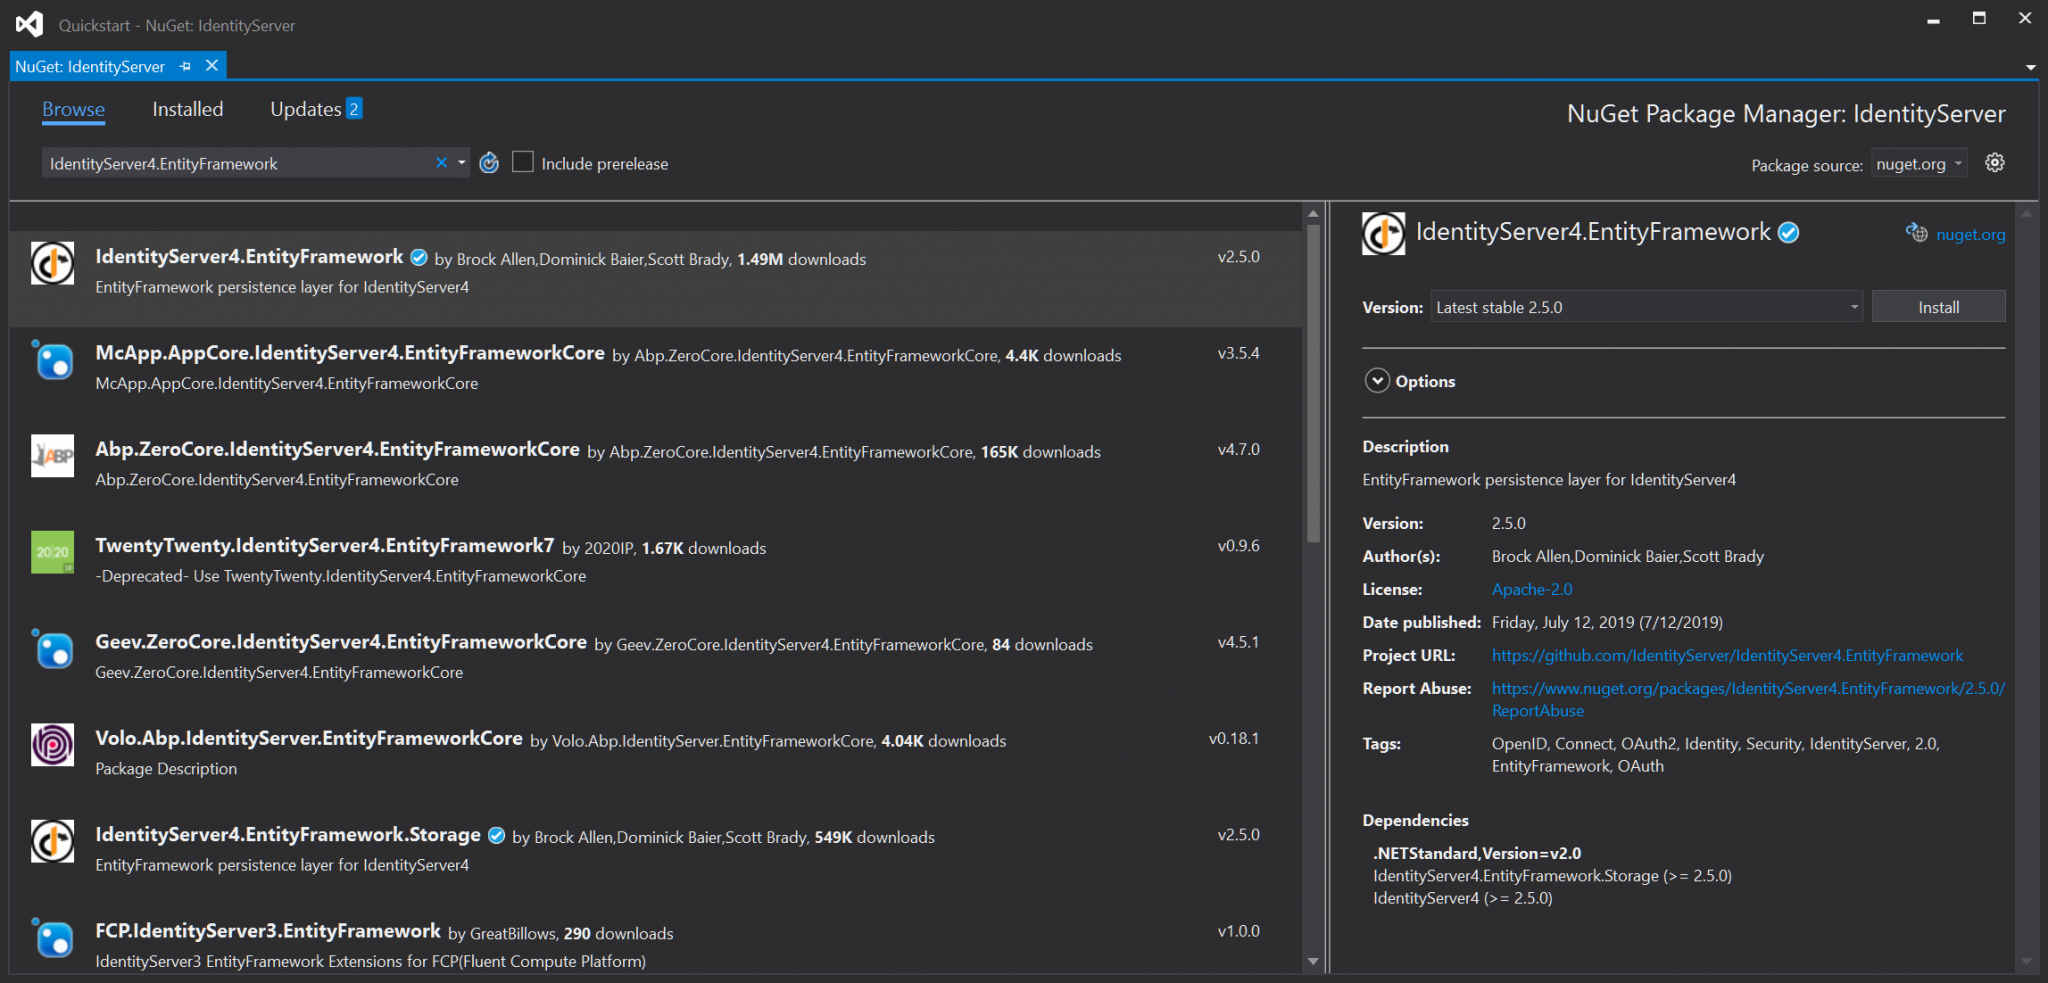 Quickstart - NuGet: IdentityServer
NuGet: IdentityServer
Browse Installed Updates 2
NuGet Package Manager: IdentityServer
IdentityServer4.EntityFramework
Include prerelease
Package source: nuget.org
IdentityServer4.EntityFramework by Brock Allen,Dominick Baier,Scott Brady, 1.49M downloads v2.5.0
EntityFramework persistence layer for IdentityServer4
McApp.AppCore.IdentityServer4.EntityFrameworkCore by Abp.ZeroCore.IdentityServer4.EntityFrameworkCore, 4.4K downloads v3.5.4
McApp.AppCore.IdentityServer4.EntityFrameworkCore
ABP
Abp.ZeroCore.IdentityServer4.EntityFrameworkCore by Abp.ZeroCore.IdentityServer4.EntityFrameworkCore, 165K downloads v4.7.0
Abp.ZeroCore.IdentityServer4.EntityFrameworkCore
20|20
IP
TwentyTwenty.IdentityServer4.EntityFramework7 by 2020IP, 1.67K downloads v0.9.6
-Deprecated- Use TwentyTwenty.IdentityServer4.EntityFrameworkCore
Geev.ZeroCore.IdentityServer4.EntityFrameworkCore by Geev.ZeroCore.IdentityServer4.EntityFrameworkCore, 84 downloads v4.5.1
Geev.ZeroCore.IdentityServer4.EntityFrameworkCore
Volo.Abp.IdentityServer.EntityFrameworkCore by Volo.Abp.IdentityServer.EntityFrameworkCore, 4.04K downloads v0.18.1
Package Description
IdentityServer4.EntityFramework.Storage by Brock Allen,Dominick Baier,Scott Brady, 549K downloads v2.5.0
EntityFramework persistence layer for IdentityServer4
FCP.IdentityServer3.EntityFramework by GreatBillows, 290 downloads v1.0.0
IdentityServer3 EntityFramework Extensions for FCP(Fluent Compute Platform)
IdentityServer4.EntityFramework nuget.org
Version: Latest stable 2.5.0 Install
Options
Description
EntityFramework persistence layer for IdentityServer4
Version: 2.5.0
Author(s): Brock Allen,Dominick Baier,Scott Brady
License: Apache-2.0
Date published: Friday, July 12, 2019 (7/12/2019)
Project URL: https://github.com/IdentityServer/IdentityServer4.EntityFramework
Report Abuse: https://www.nuget.org/packages/IdentityServer4.EntityFramework/2.5.0/
ReportAbuse
Tags: OpenID, Connect, OAuth2, Identity, Security, IdentityServer, 2.0,
EntityFramework, OAuth
Dependencies
.NETStandard,Version=v2.0
IdentityServer4.EntityFramework.Storage (>= 2.5.0)
IdentityServer4 (>= 2.5.0)